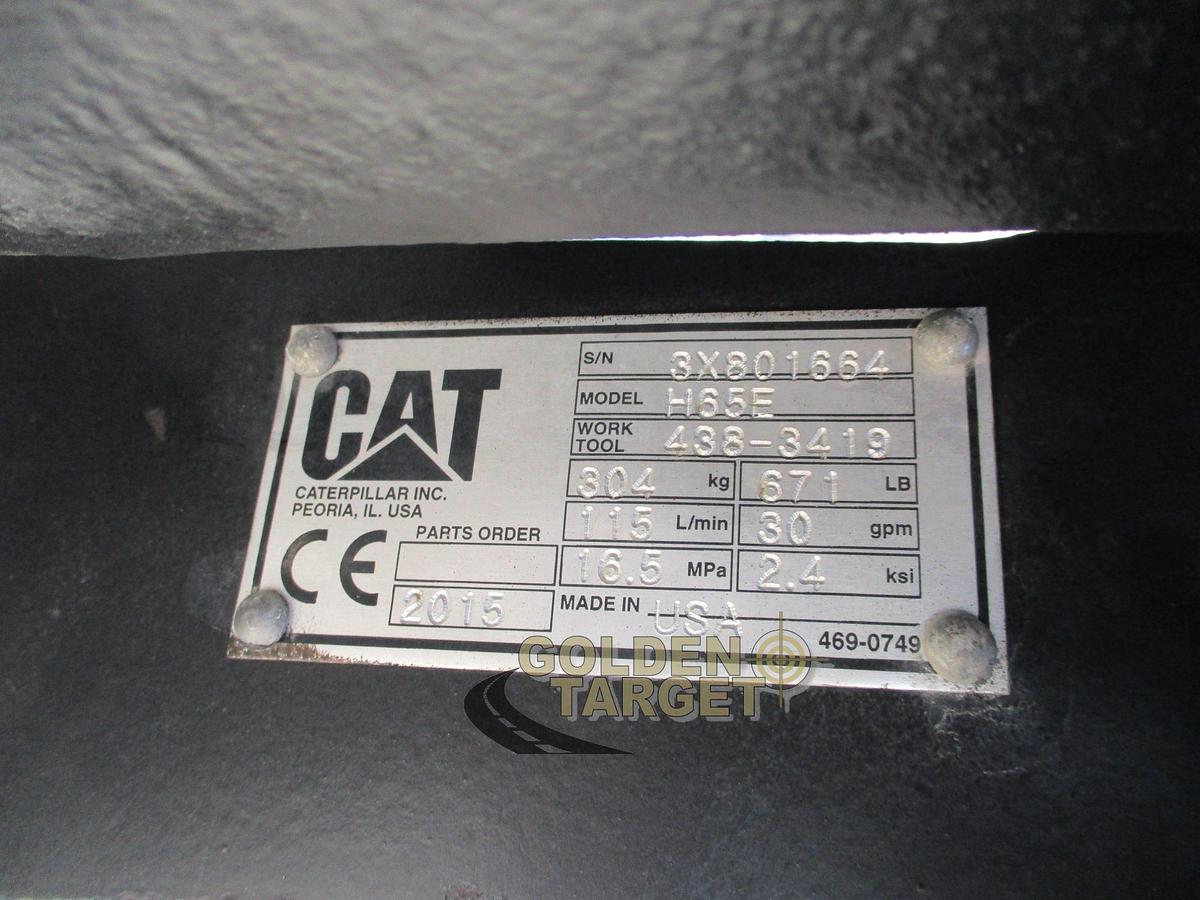 CAT
CATERPILLAR INC.
PEORIA, IL. USA
CE
PARTS ORDER
2015
S/N 3X801664
MODEL H65E
WORK TOOL 438-3419
304 kg 671 LB
115 L/min 30 gpm
16.5 MPa 2.4 ksi
MADE IN USA
469-0749
GOLDEN
TARGET